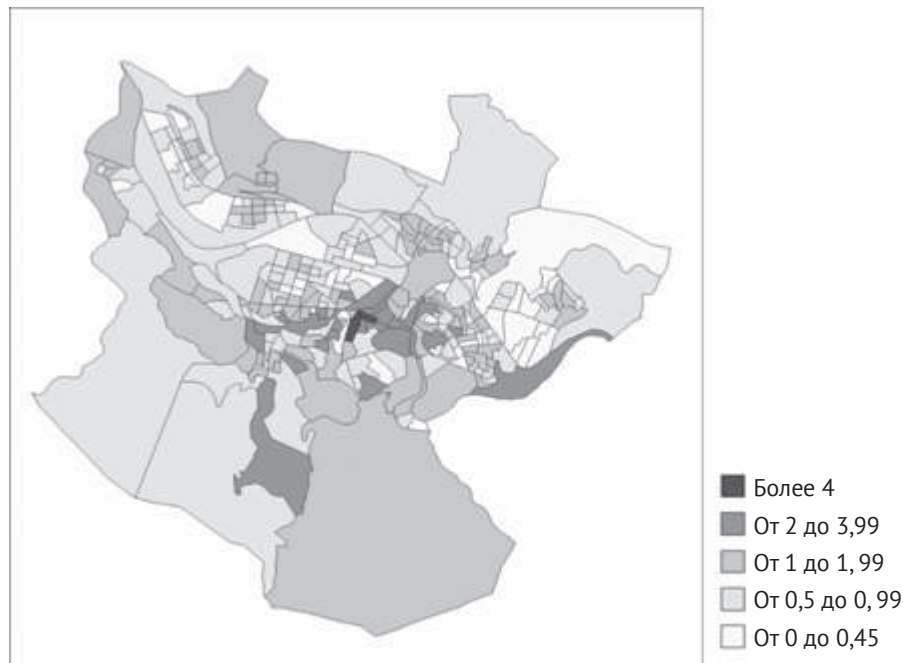 Более 4
От 2 до 3,99
От 1 до 1, 99
От 0,5 до 0, 99
От 0 до 0,45